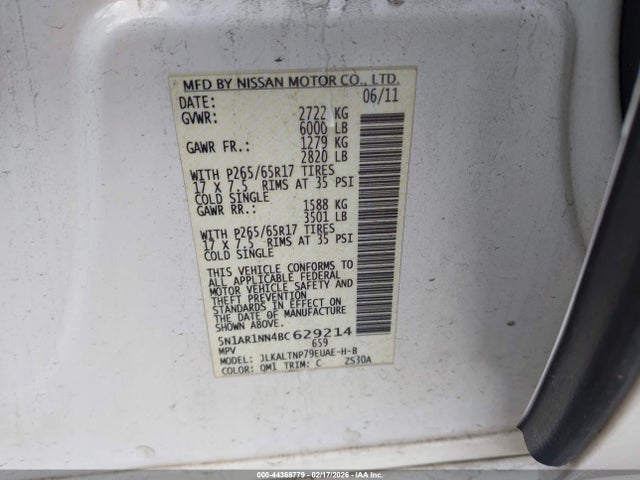 MFD BY NISSAN MOTOR CO., LTD.
DATE: 06/11
GVWR: 2722 KG
6000 LB
GAWR FR.: 1279 KG
2820 LB
WITH P265/65R17 TIRES
17 X 7.5 RIMS AT 35 PSI
COLD SINGLE
GAWR RR.: 1588 KG
3501 LB
WITH P265/65R17 TIRES
17 X 7.5 RIMS AT 35 PSI
COLD SINGLE
THIS VEHICLE CONFORMS TO
ALL APPLICABLE FEDERAL
MOTOR VEHICLE SAFETY AND
THEFT PREVENTION
STANDARDS IN EFFECT ON
THE DATE OF MANUFACTURE
SHOWN ABOVE.
5N1AR1NN4BC629214
MPV 659
MODEL: JLKALTNP79EUAE-H-B
COLOR: QM1 TRIM: C ZS30A
000-44368779 - 02/17/2026 - IAA Inc.